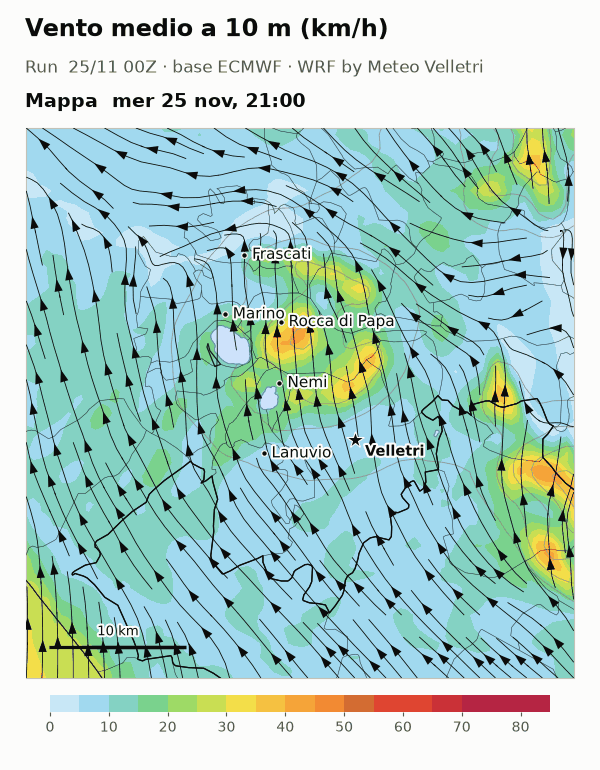 Vento medio a 10 m (km/h)
Run  25/11 00Z · base ECMWF · WRF by Meteo Velletri
Mappa  mer 25 nov, 21:00
Frascati
Marino
Rocca di Papa
Nemi
Velletri
Lanuvio
10 km
0 10 20 30 40 50 60 70 80